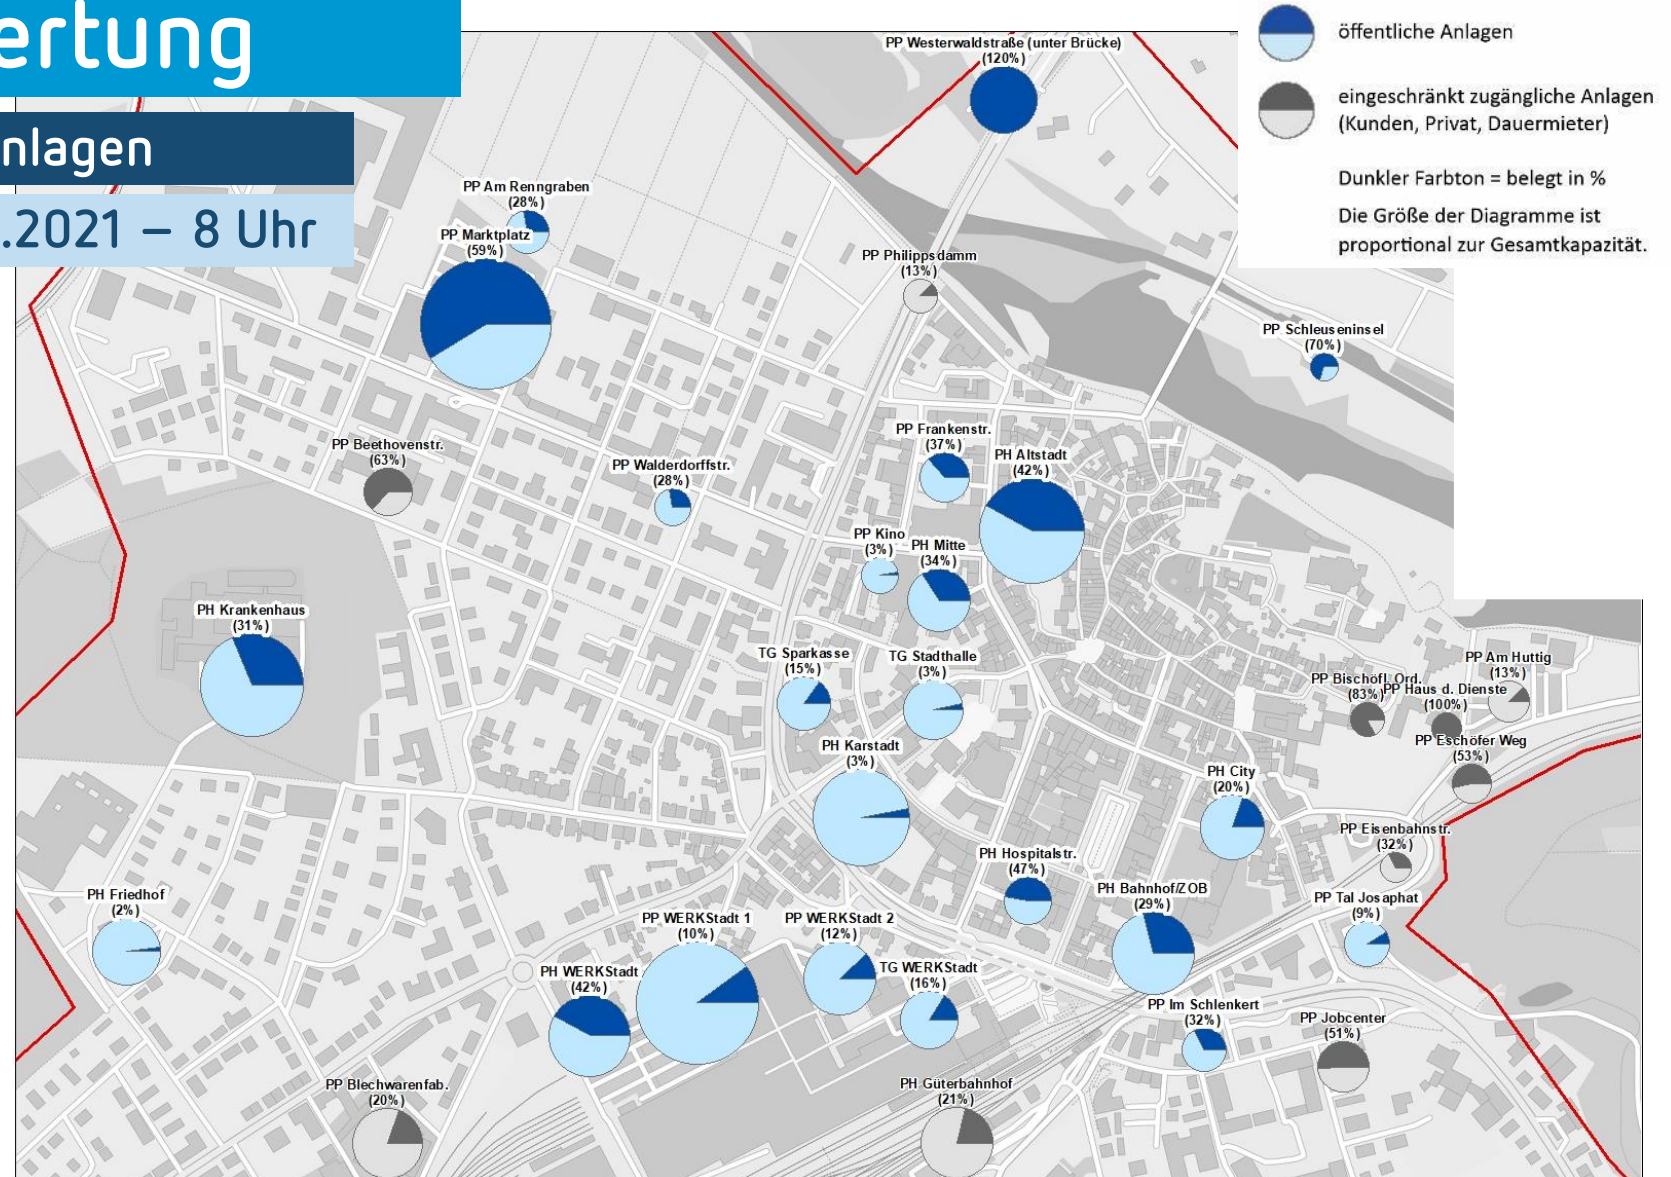 ertung
nlagen
.2021 – 8 Uhr
öffentliche Anlagen
eingeschränkt zugängliche Anlagen
(Kunden, Privat, Dauermieter)
Dunkler Farbton = belegt in %
Die Größe der Diagramme ist
proportional zur Gesamtkapazität.
PP Westerwaldstraße (unter Brücke)
(120%)
PP Am Renngraben
(28%)
PP Marktplatz
(59%)
PP Philippsdamm
(13%)
PP Schleuseninsel
(70%)
PP Beethovenstr.
(63%)
PP Walderdorffstr.
(28%)
PP Frankenstr.
(37%)
PH Altstadt
(42%)
PP Kino
(3%)
PH Mitte
(34%)
PH Krankenhaus
(31%)
TG Sparkasse
(15%)
TG Stadthalle
(3%)
PP Am Huttig
(13%)
PP Bischöfl. Ord.
(83%)
PP Haus d. Dienste
(100%)
PP Eschöfer Weg
(53%)
PH Karstadt
(3%)
PH City
(20%)
PP Eisenbahnstr.
(32%)
PH Hospitalstr.
(47%)
PH Bahnhof/ZOB
(29%)
PP Tal Josaphat
(9%)
PH Friedhof
(2%)
PP WERKStadt 1
(10%)
PP WERKStadt 2
(12%)
PH WERKStadt
(42%)
TG WERKStadt
(16%)
PP Im Schlenkert
(32%)
PP Jobcenter
(51%)
PP Blechwarenfab.
(20%)
PH Güterbahnhof
(21%)